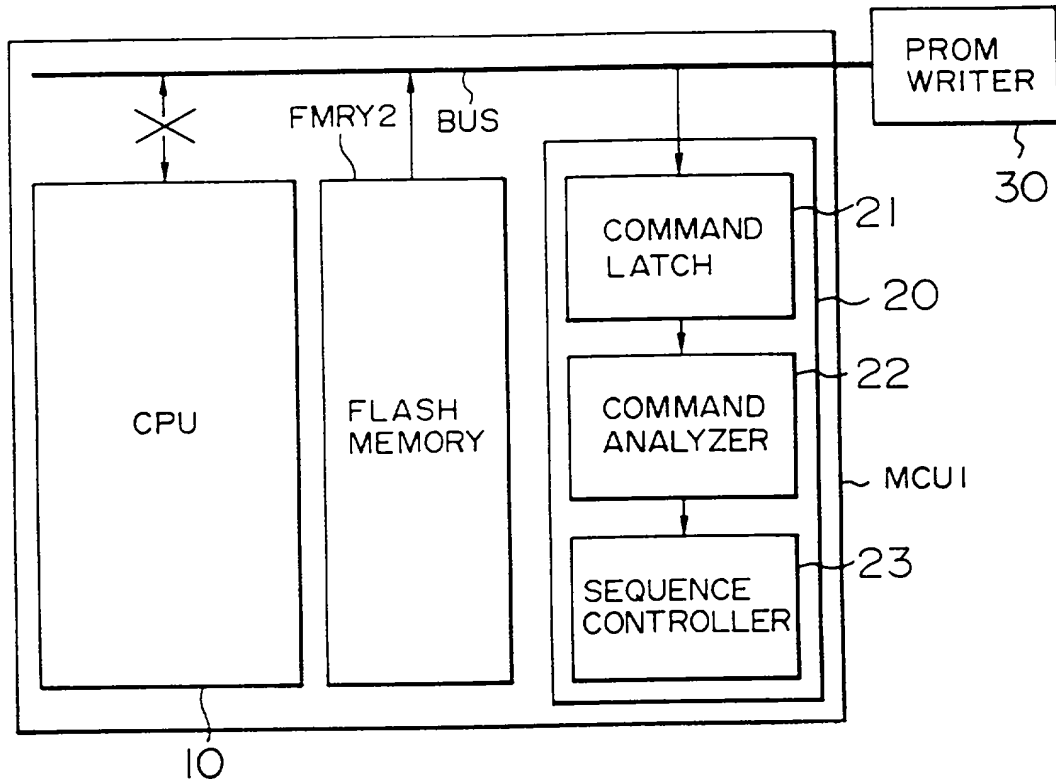 PROM
WRITER
30
FMRY2
BUS
CPU
FLASH
MEMORY
COMMAND
LATCH
21
20
COMMAND
ANALYZER
22
MCU1
SEQUENCE
CONTROLLER
23
10